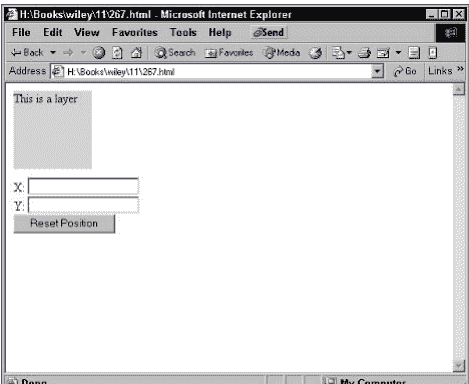 H:\Books\wiley\11\267.html - Microsoft Internet Explorer
File Edit View Favorites Tools Help Send
Back Search Favorites Media
Address H:\Books\wiley\11\267.html Go Links »
This is a layer
X:
Y:
Reset Position
Done My Computer